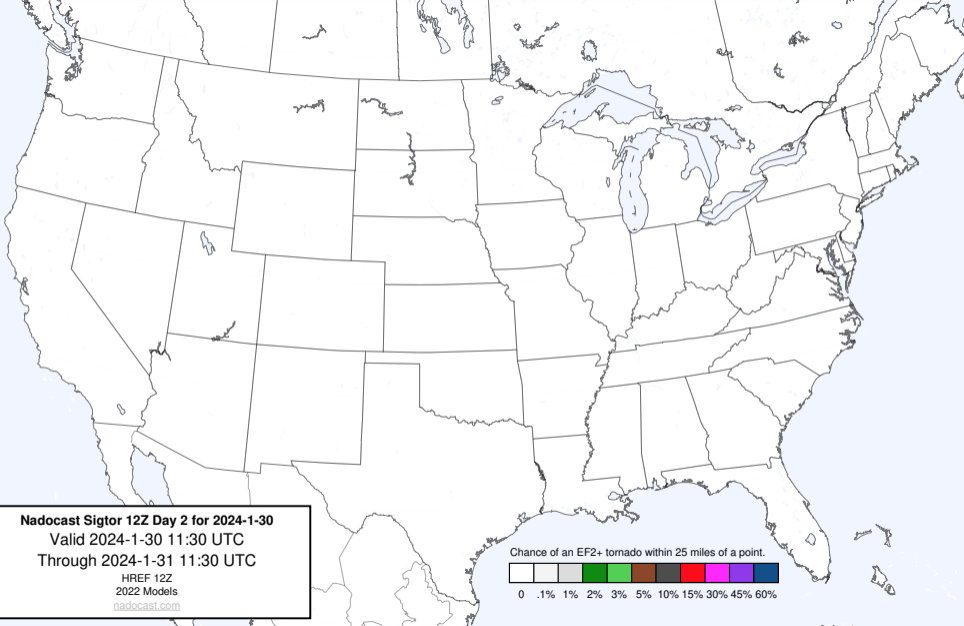 Nadocast Sigtor 12Z Day 2 for 2024-1-30
Valid 2024-1-30 11:30 UTC
Through 2024-1-31 11:30 UTC
HREF 12Z
2022 Models
nadocast.com
Chance of an EF2+ tornado within 25 miles of a point.
0 .1% 1% 2% 3% 5% 10% 15% 30% 45% 60%